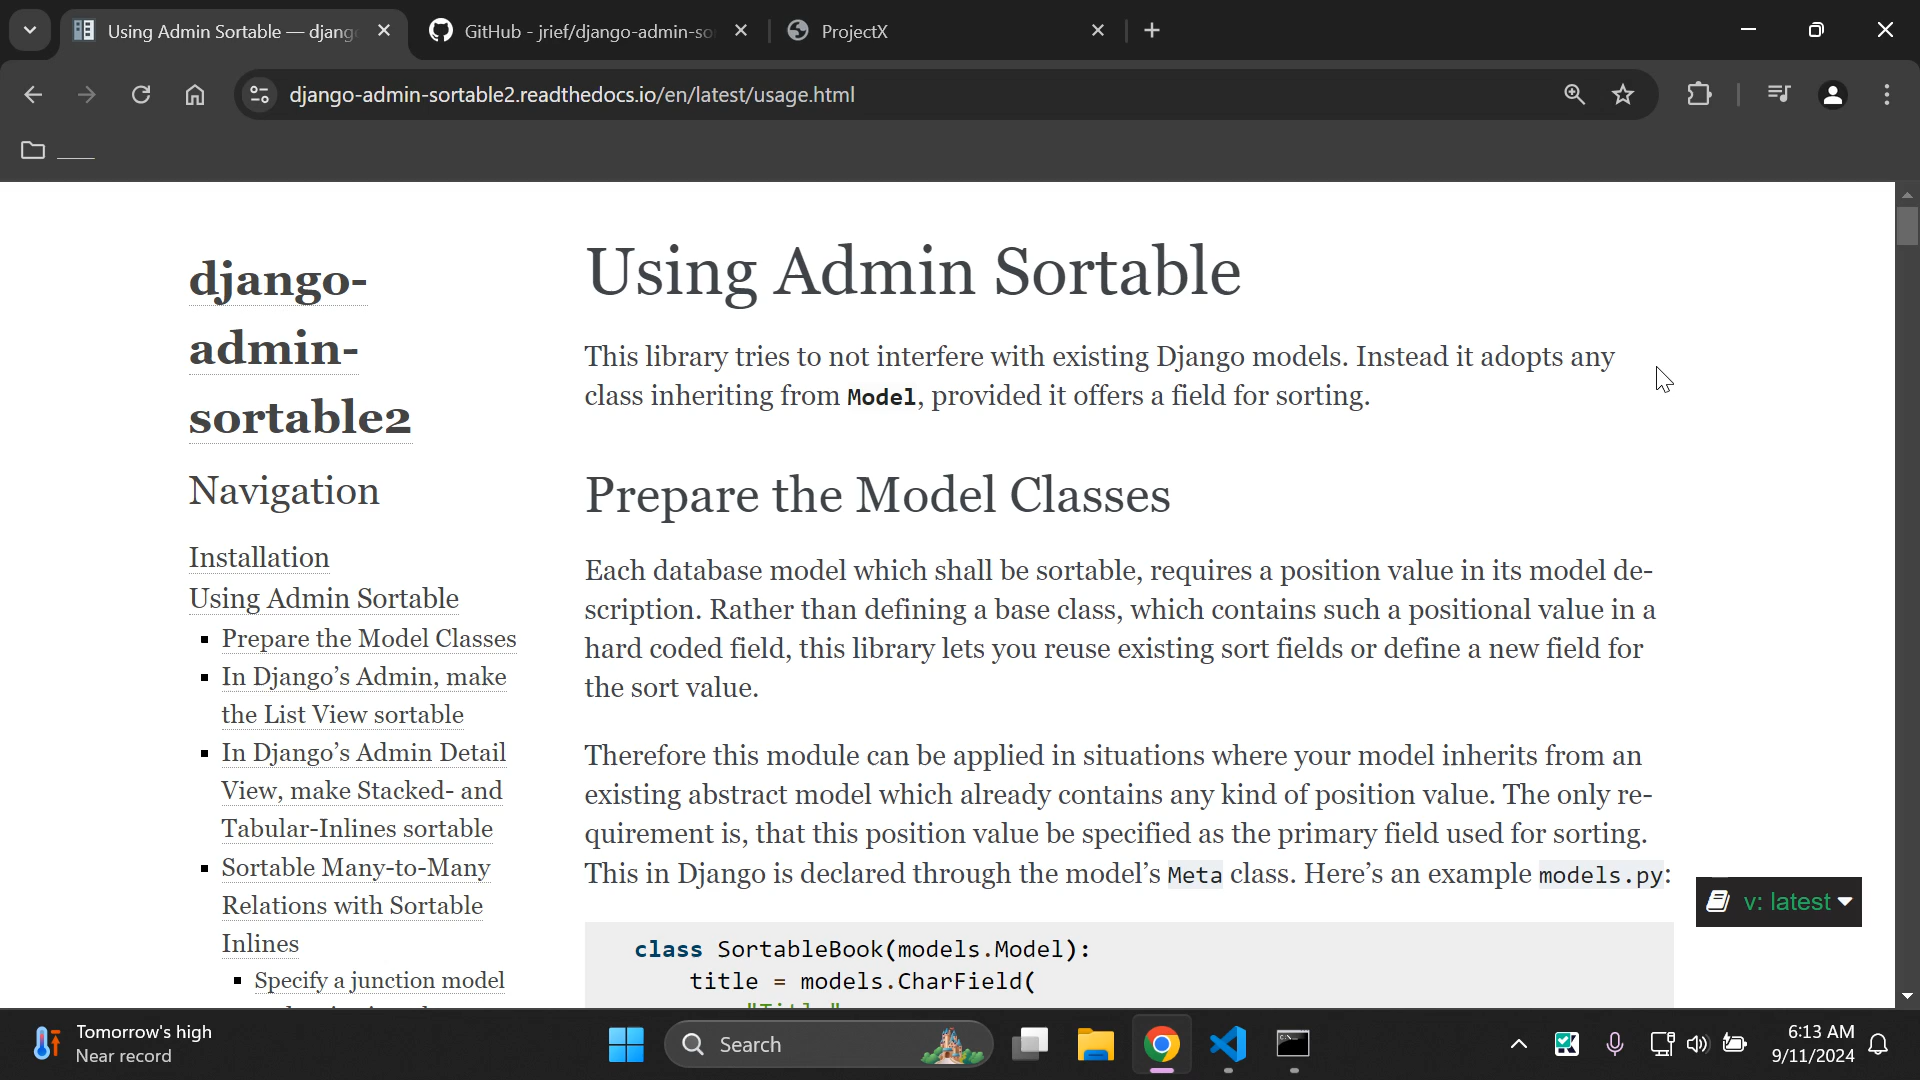 Using Admin Sortable — djang
GitHub - jrief/django-admin-so
ProjectX
django-admin-sortable2.readthedocs.io/en/latest/usage.html
django-
admin-
sortable2
Navigation
Installation
Using Admin Sortable
Prepare the Model Classes
In Django’s Admin, make
the List View sortable
In Django’s Admin Detail
View, make Stacked- and
Tabular-Inlines sortable
Sortable Many-to-Many
Relations with Sortable
Inlines
Specify a junction model
Using Admin Sortable
This library tries to not interfere with existing Django models. Instead it adopts any
class inheriting from Model, provided it offers a field for sorting.
Prepare the Model Classes
Each database model which shall be sortable, requires a position value in its model de-
scription. Rather than defining a base class, which contains such a positional value in a
hard coded field, this library lets you reuse existing sort fields or define a new field for
the sort value.
Therefore this module can be applied in situations where your model inherits from an
existing abstract model which already contains any kind of position value. The only re-
quirement is, that this position value be specified as the primary field used for sorting.
This in Django is declared through the model’s Meta class. Here’s an example models.py:
class SortableBook(models.Model):
title = models.CharField(
v: latest
Tomorrow's high
Near record
Search
6:13 AM
9/11/2024